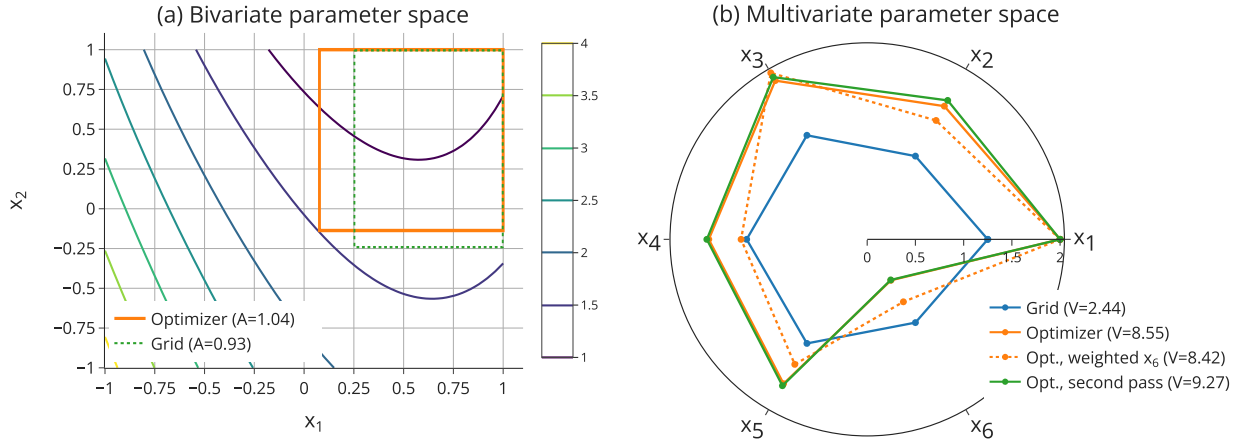 (a) Bivariate parameter space
1
0.75
0.5
0.25
0
−0.25
−0.5
−0.75
−1
x2
−1
−0.75
−0.5
−0.25
0
0.25
0.5
0.75
1
x1
Optimizer (A=1.04)
Grid (A=0.93)
4
3.5
3
2.5
2
1.5
1
(b) Multivariate parameter space
x3
x2
x4
x1
0
0.5
1
1.5
2
x5
x6
Grid (V=2.44)
Optimizer (V=8.55)
Opt., weighted x6 (V=8.42)
Opt., second pass (V=9.27)